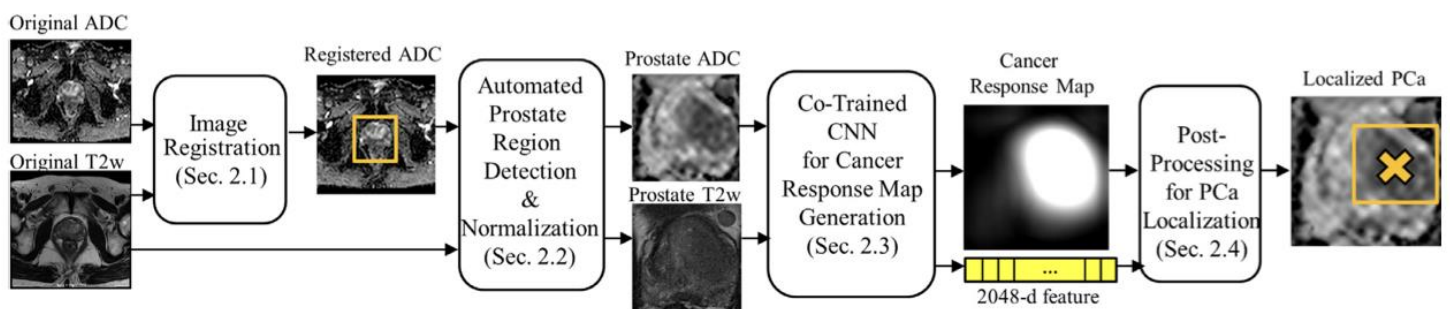 Original ADC
Original T2w
Image
Registration
(Sec. 2.1)
Registered ADC
Automated
Prostate
Region
Detection
&
Normalization
(Sec. 2.2)
Prostate ADC
Prostate T2w
Co-Trained
CNN
for Cancer
Response Map
Generation
(Sec. 2.3)
Cancer
Response Map
...
2048-d feature
Post-
Processing
for PCa
Localization
(Sec. 2.4)
Localized PCa